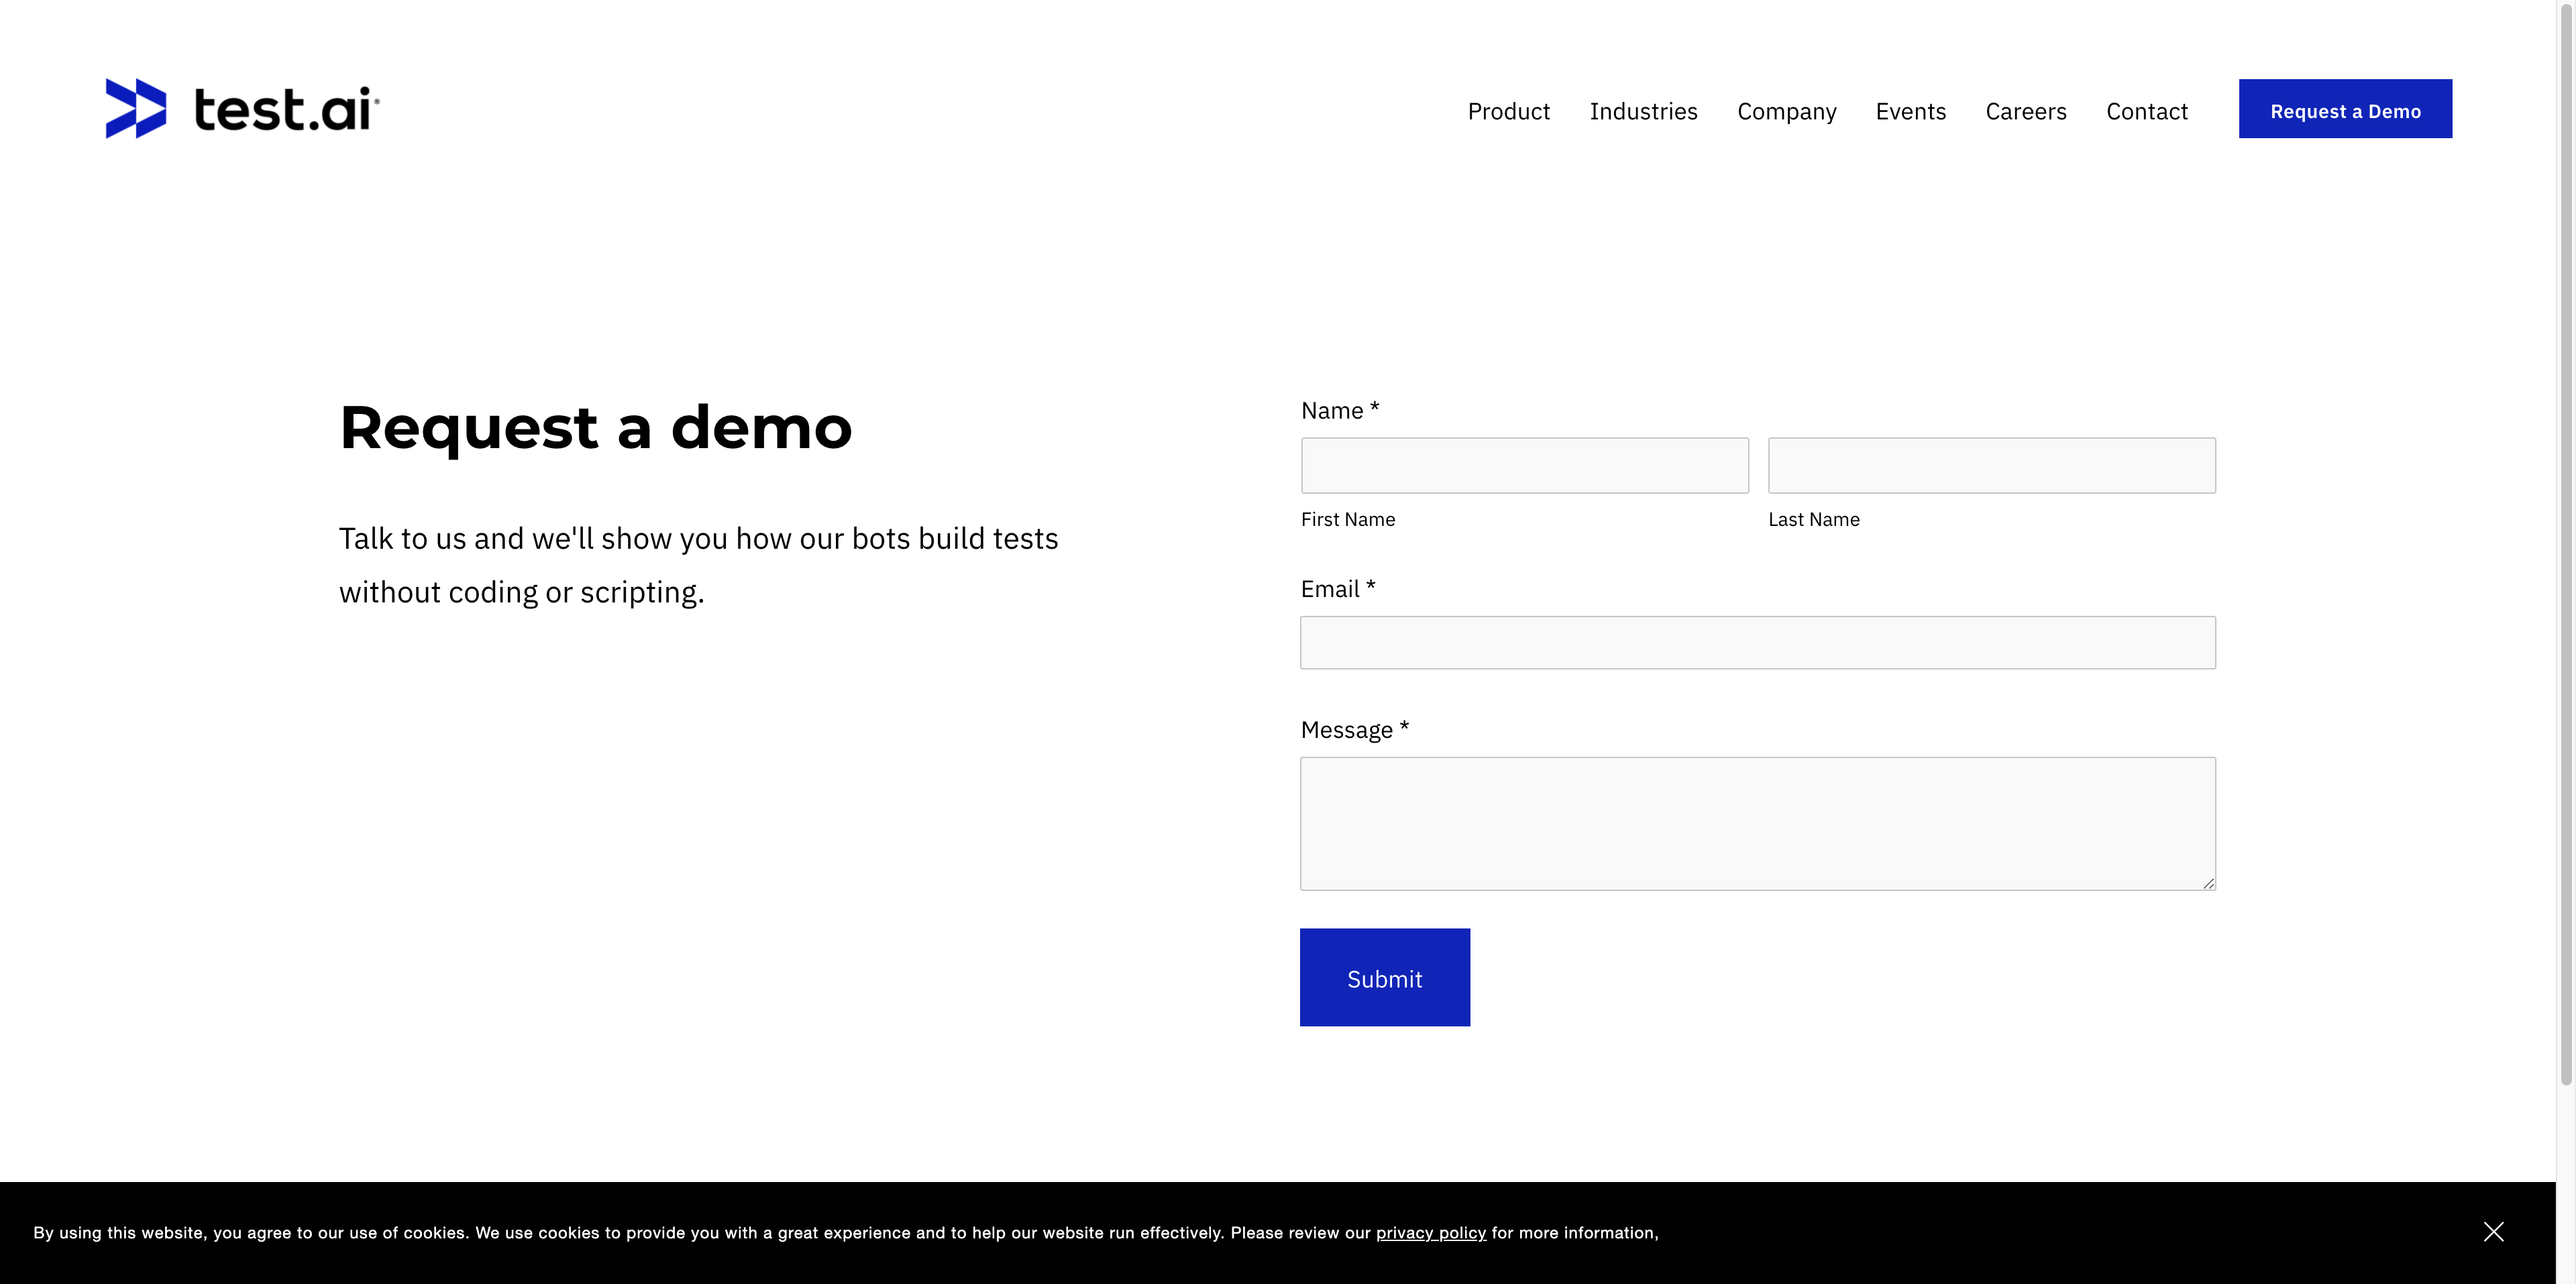 test.ai
Product Industries Company Events Careers Contact Request a Demo
Request a demo
Talk to us and we'll show you how our bots build tests
without coding or scripting.
Name *
First Name Last Name
Email *
Message *
Submit
By using this website, you agree to our use of cookies. We use cookies to provide you with a great experience and to help our website run effectively. Please review our privacy policy for more information,